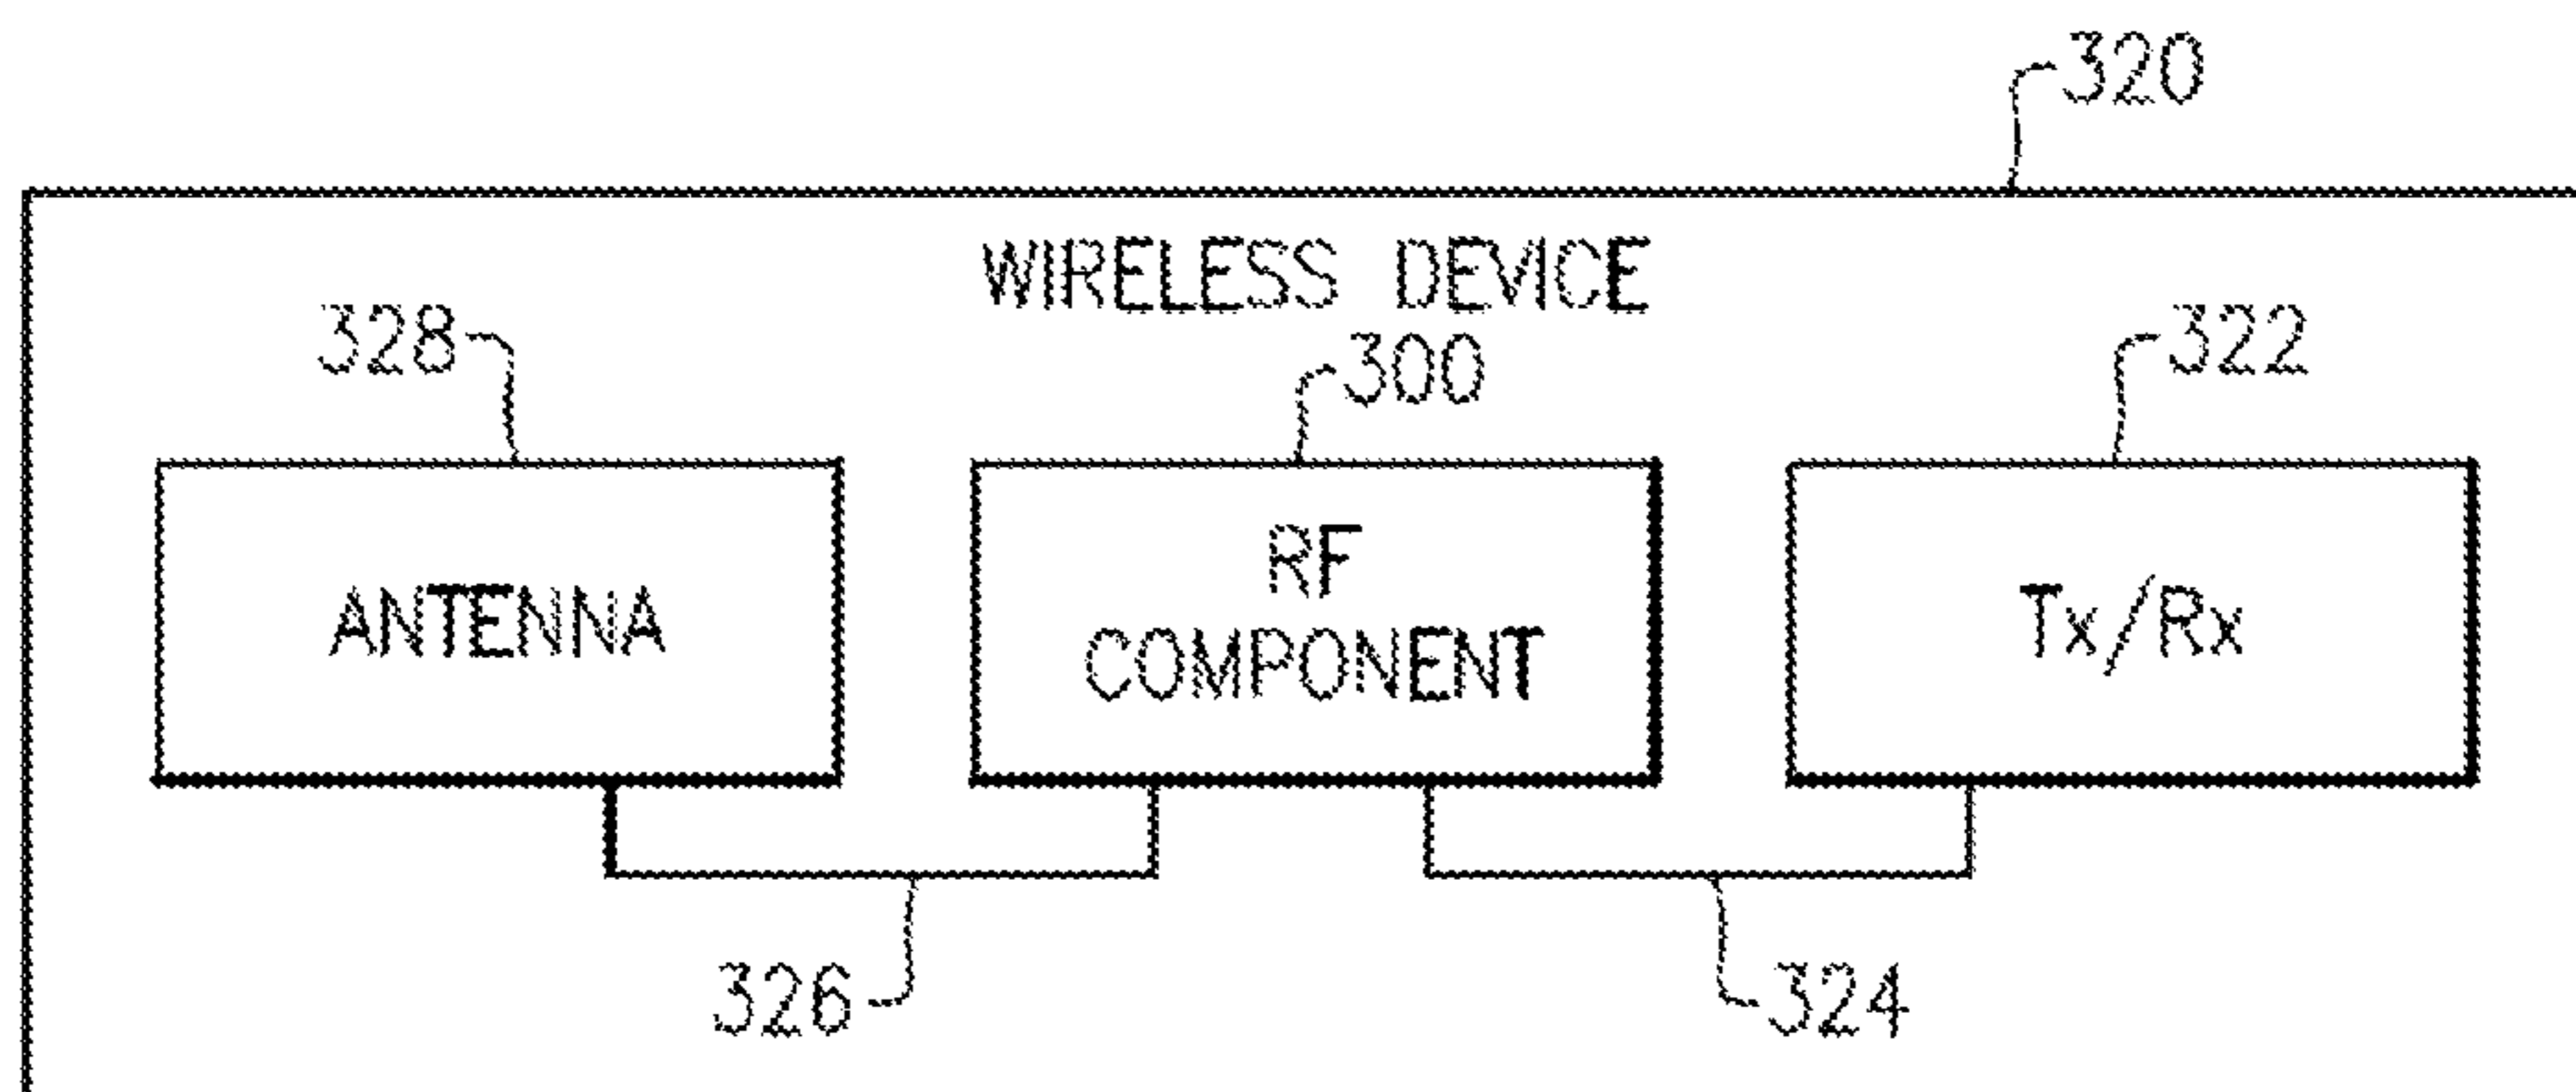 320
WIRELESS DEVICE
328
300
322
ANTENNA
RF
COMPONENT
Tx/Rx
326
324